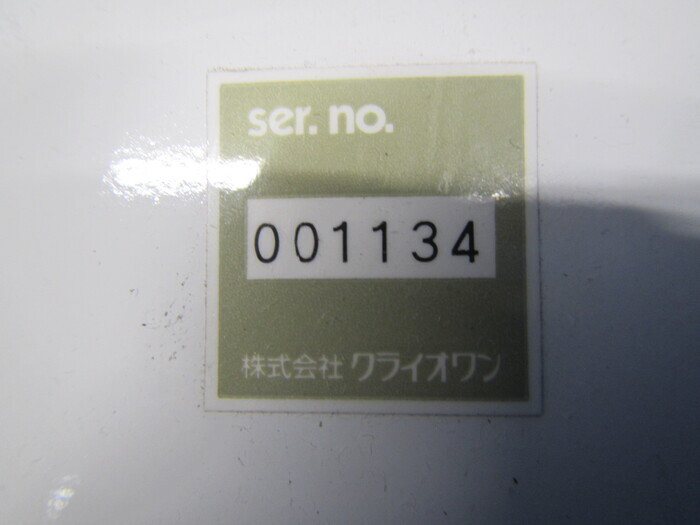 ser. no.
001134
株式会社 クライオワン